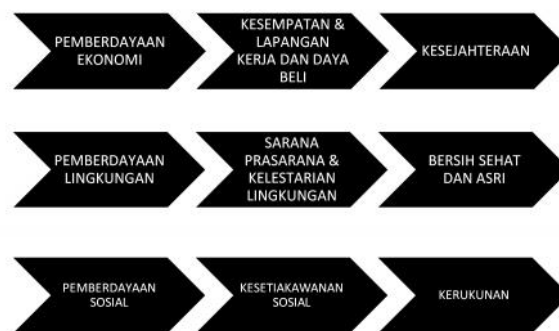 PEMBERDAYAAN
EKONOMI
KESEMPATAN &
LAPANGAN
KERJA DAN DAYA
BELI
KESEJAHTERAAN
PEMBERDAYAAN
LINGKUNGAN
SARANA
PRASARANA &
KELESTARIAN
LINGKUNGAN
BERSIH SEHAT
DAN ASRI
PEMBERDAYAAN
SOSIAL
KESETIAKAWANAN
SOSIAL
KERUKUNAN